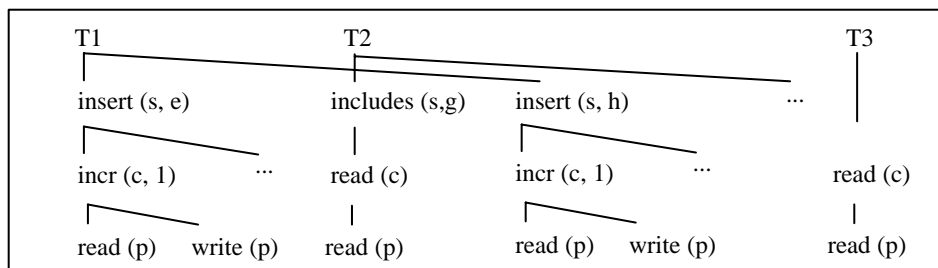 T1 T2 T3
insert (s, e) includes (s,g) insert (s, h) ...
incr (c, 1) ... read (c) incr (c, 1) ... read (c)
read (p) write (p) read (p) read (p) write (p) read (p)